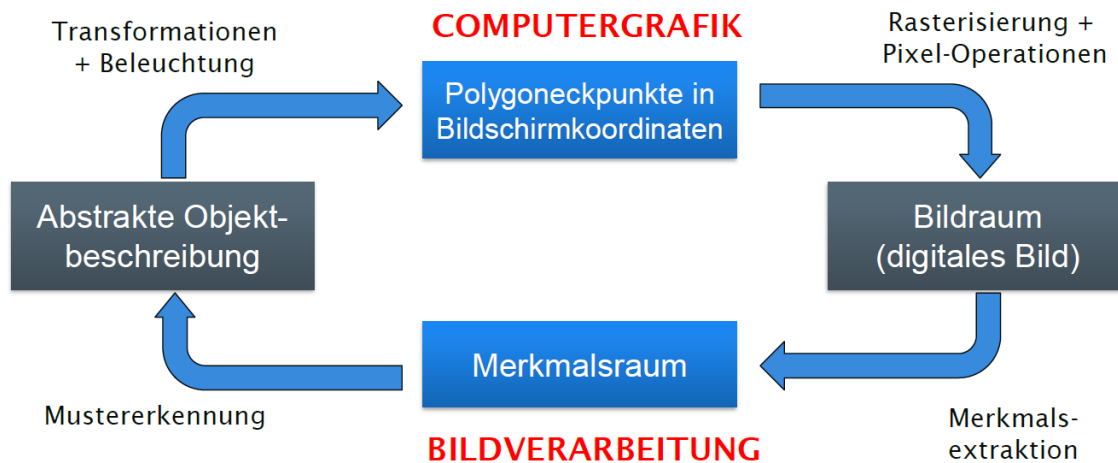 Transformationen
+ Beleuchtung
COMPUTERGRAFIK
Rasterisierung +
Pixel-Operationen
Polygoneckpunkte in
Bildschirmkoordinaten
Abstrakte Objekt-
beschreibung
Bildraum
(digitales Bild)
Merkmalsraum
Mustererkennung
BILDVERARBEITUNG
Merkmals-
extraktion